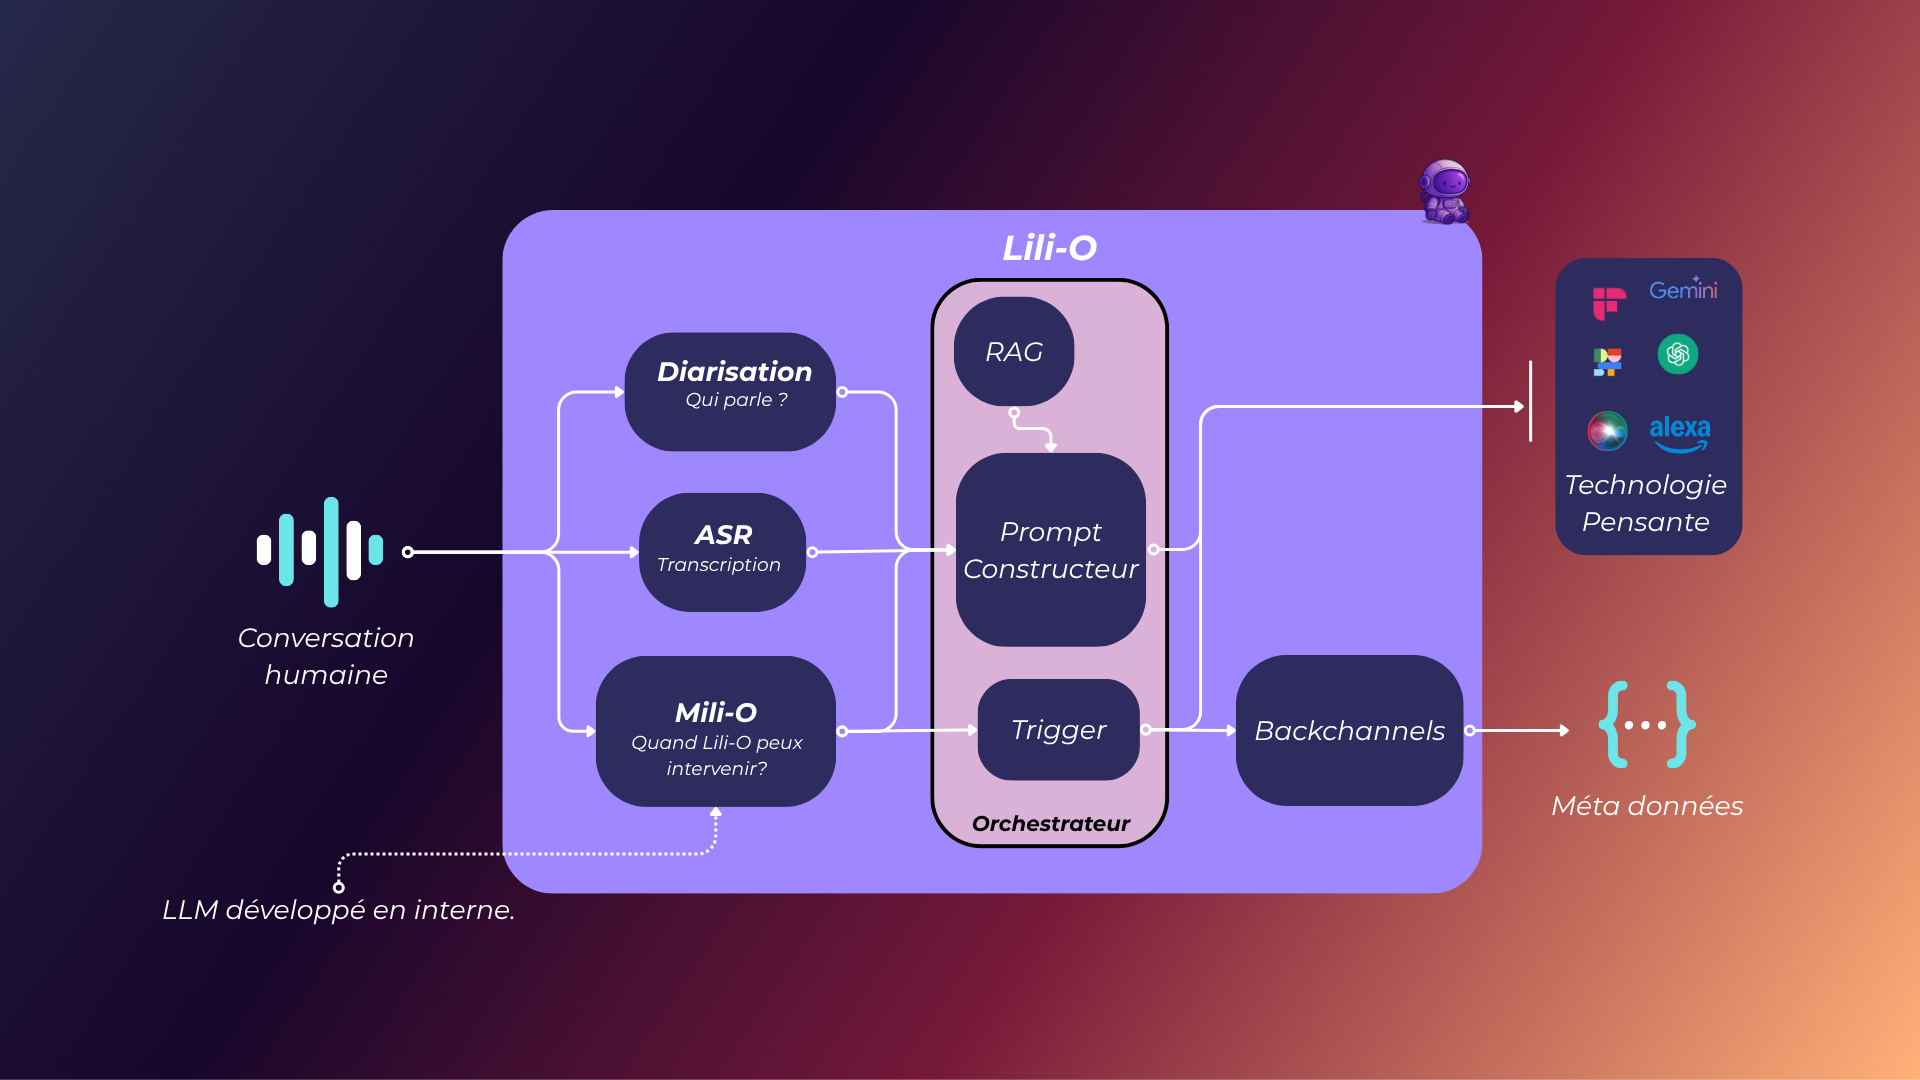 Lili-O
Gemini
RAG
Diarisation
Qui parle ?
alexa
Technologie
Pensante
Prompt
Constructeur
ASR
Transcription
Conversation
humaine
Mili-O
Quand Lili-O peux
intervenir?
Trigger
Backchannels
{...}
Méta données
Orchestrateur
LLM développé en interne.